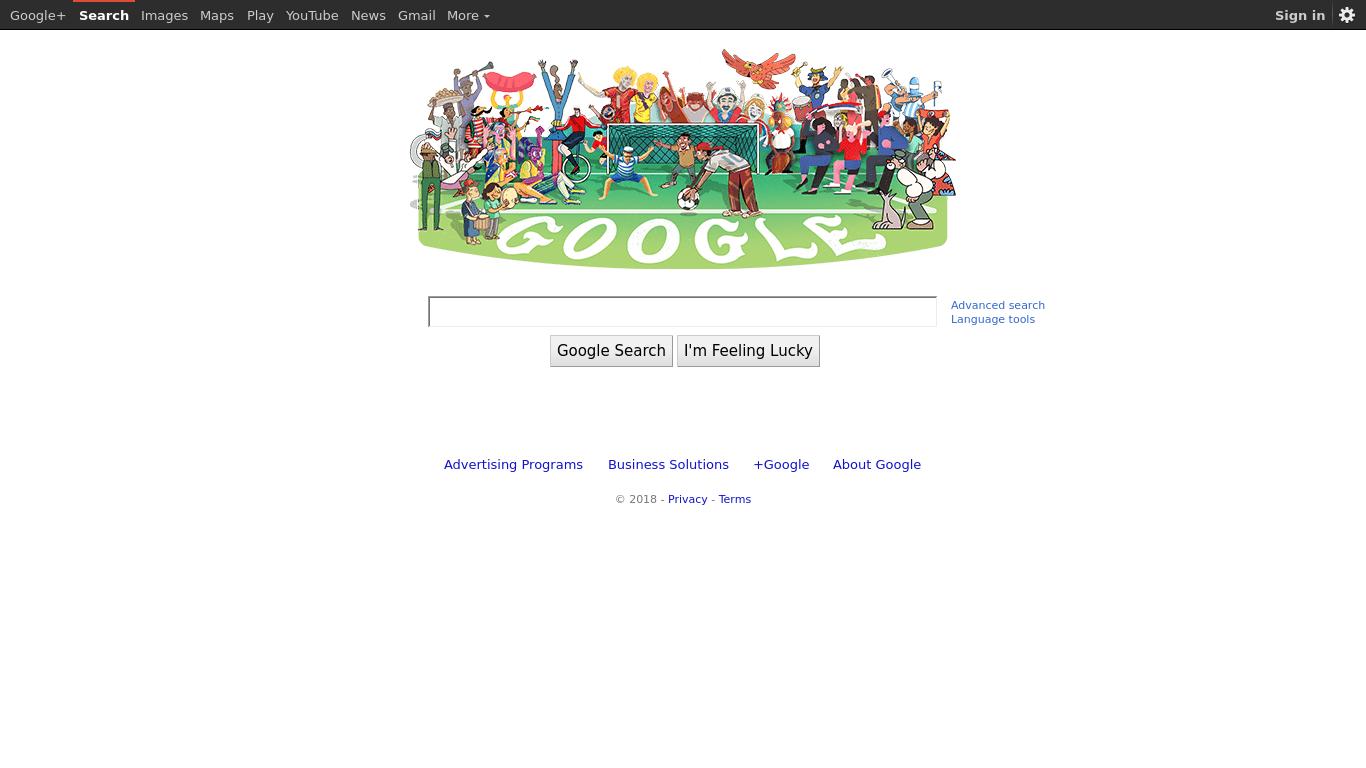 Google+ Search Images Maps Play YouTube News Gmail More Sign in
GOOGLE
Advanced search
Language tools
Google Search I'm Feeling Lucky
Advertising Programs Business Solutions +Google About Google
© 2018 - Privacy - Terms